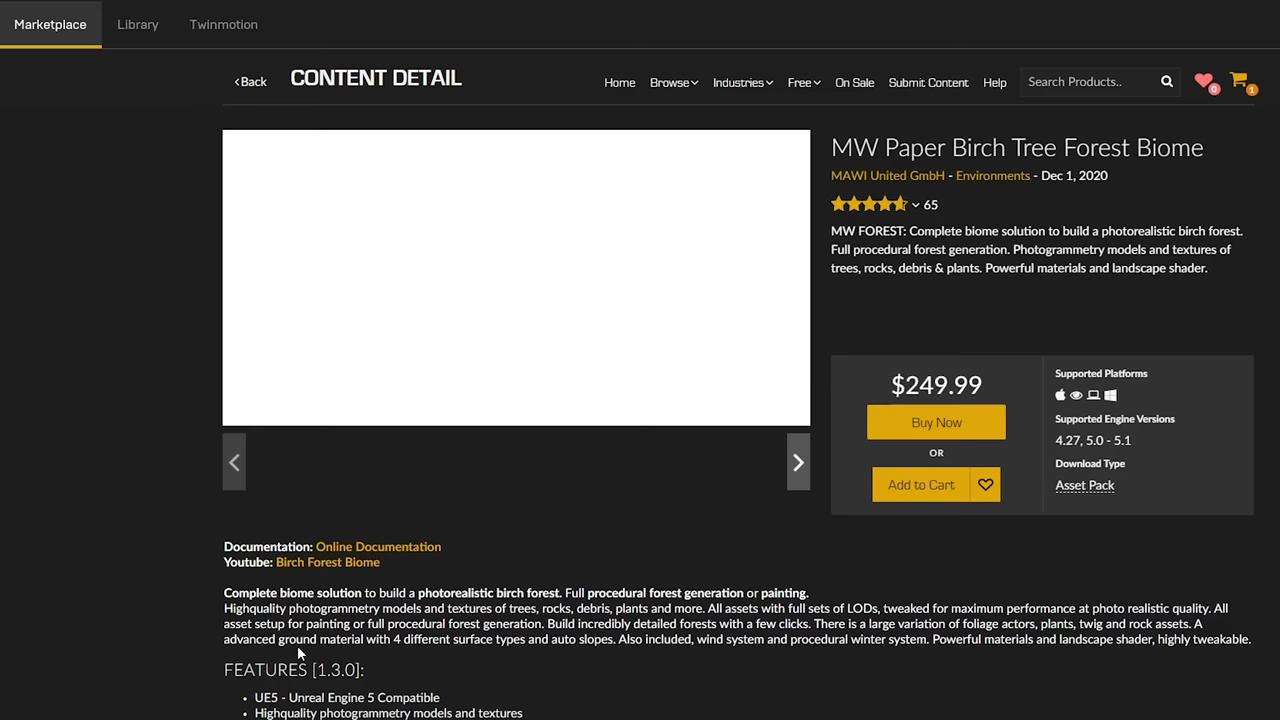 Marketplace Library Twinmotion
Back CONTENT DETAIL Home Browse Industries Free On Sale Submit Content Help Search Products.. 0 1
MW Paper Birch Tree Forest Biome
MAWI United GmbH - Environments - Dec 1, 2020
65
MW FOREST: Complete biome solution to build a photorealistic birch forest.
Full procedural forest generation. Photogrammetry models and textures of
trees, rocks, debris & plants. Powerful materials and landscape shader.
$249.99
Buy Now
OR
Add to Cart
Supported Platforms
Supported Engine Versions
4.27, 5.0 - 5.1
Download Type
Asset Pack
Documentation: Online Documentation
Youtube: Birch Forest Biome
Complete biome solution to build a photorealistic birch forest. Full procedural forest generation or painting.
Highquality photogrammetry models and textures of trees, rocks, debris, plants and more. All assets with full sets of LODs, tweaked for maximum performance at photo realistic quality. All
asset setup for painting or full procedural forest generation. Build incredibly detailed forests with a few clicks. There is a large variation of foliage actors, plants, twig and rock assets. A
advanced ground material with 4 different surface types and auto slopes. Also included, wind system and procedural winter system. Powerful materials and landscape shader, highly tweakable.
FEATURES [1.3.0]:
• UE5 - Unreal Engine 5 Compatible
• Highquality photogrammetry models and textures